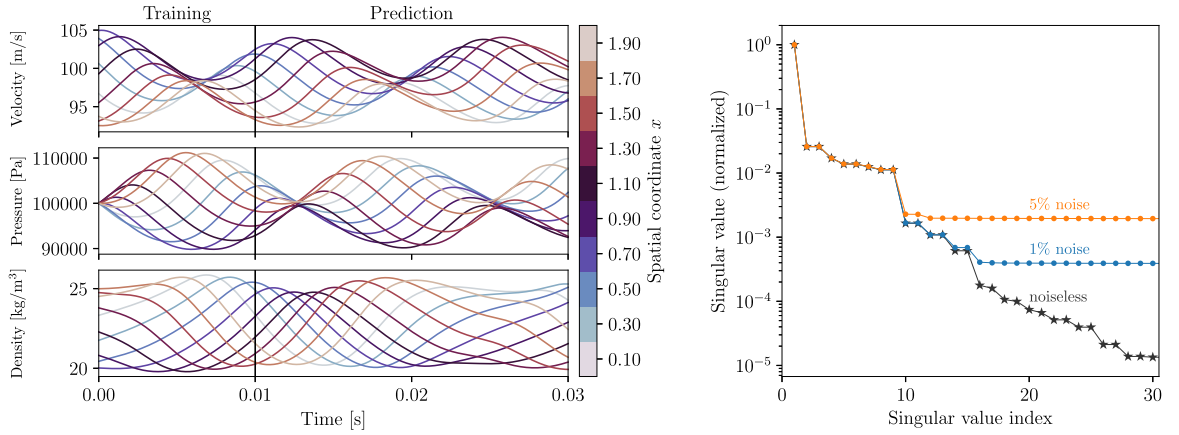 Training Prediction
Velocity [m/s]
105
100
95
Pressure [Pa]
110000
100000
90000
Density [kg/m³]
25
20
0.00 0.01 0.02 0.03
Time [s]
1.90
1.70
1.50
1.30
1.10
0.90
0.70
0.50
0.30
0.10
Spatial coordinate x
Singular value (normalized)
10⁰
10⁻¹
10⁻²
10⁻³
10⁻⁴
10⁻⁵
5% noise
1% noise
noiseless
0 10 20 30
Singular value index